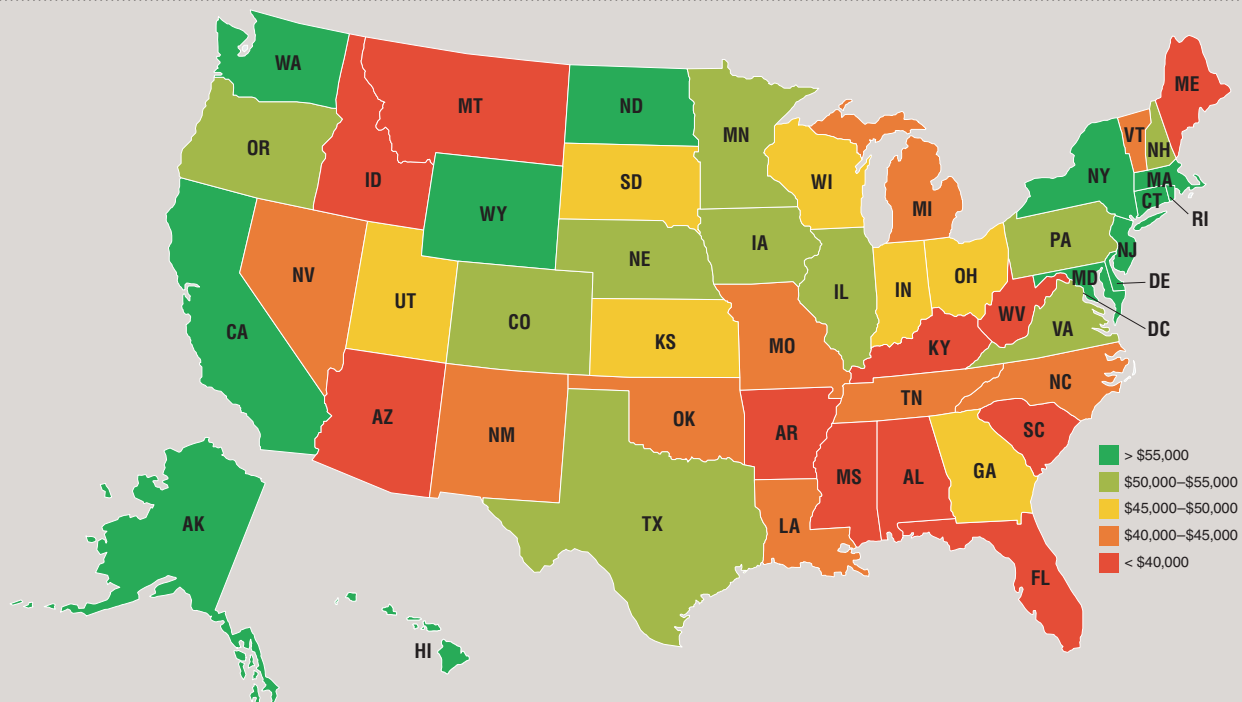 WA
MT
ND
MN
ME
OR
ID
SD
WI
MI
VT
NH
NY
MA
CT
RI
WY
NV
UT
NE
IA
PA
NJ
CA
CO
KS
IL
IN
OH
MD
DE
DC
WV
VA
MO
KY
AZ
NM
OK
AR
TN
NC
SC
MS
AL
GA
TX
LA
FL
AK
HI
> $55,000
$50,000–$55,000
$45,000–$50,000
$40,000–$45,000
< $40,000